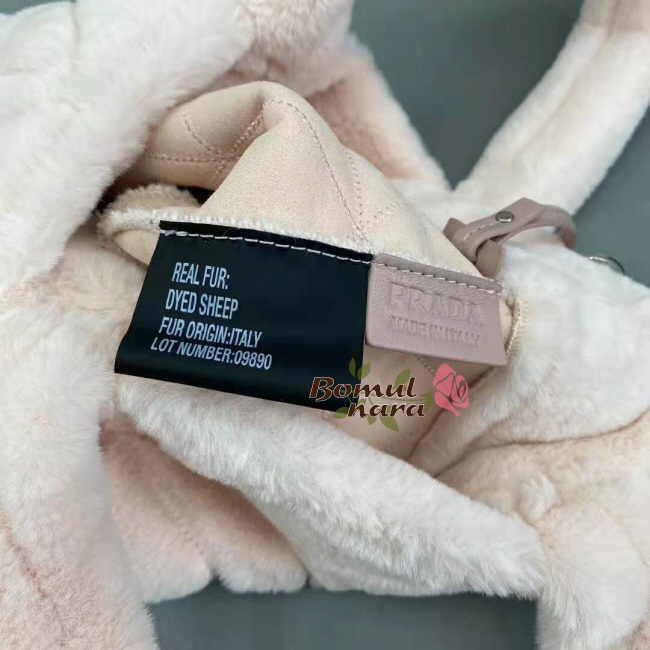 REAL FUR:
DYED SHEEP
FUR ORIGIN:ITALY
LOT NUMBER:09890
PRADA
MADE IN ITALY
Bomul
nara